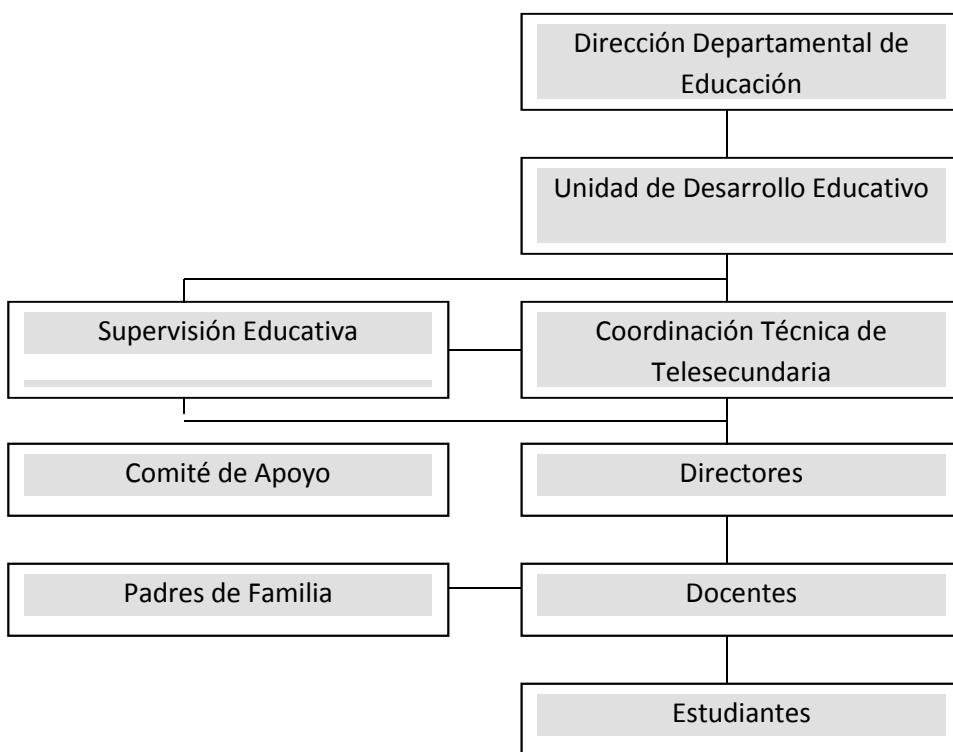 Dirección Departamental de
Educación
Unidad de Desarrollo Educativo
Supervisión Educativa
Coordinación Técnica de
Telesecundaria
Comité de Apoyo
Directores
Padres de Familia
Docentes
Estudiantes